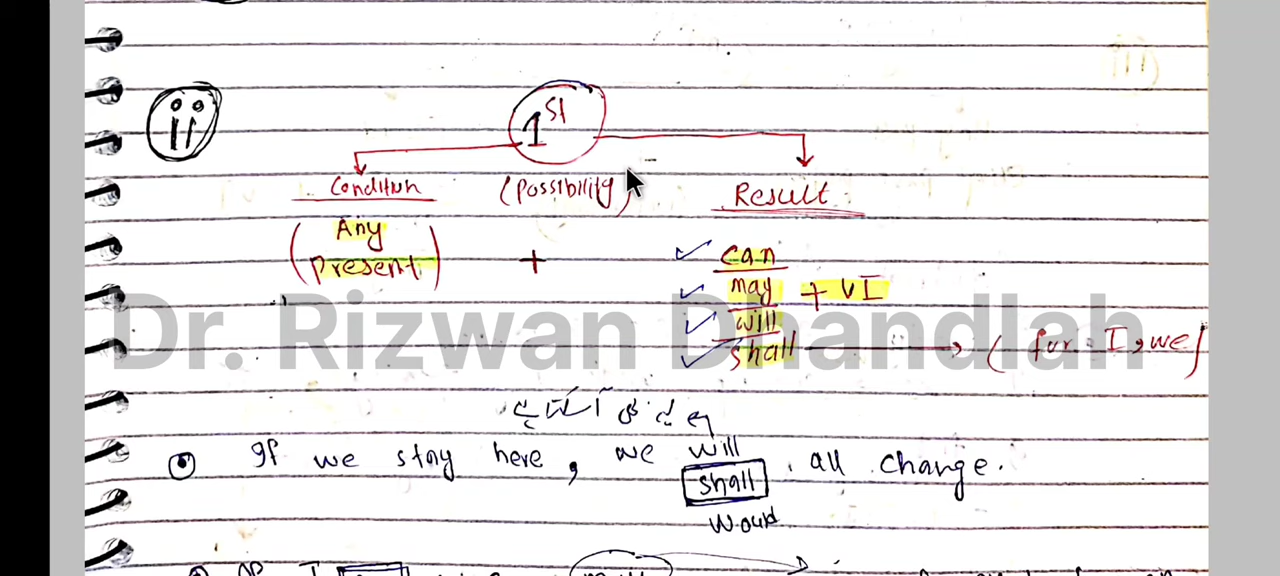 ii
1st
Condition (possibility) Result
(Any present) + can
may + VI
will
shall → (for I, we)
Dr. Rizwan Dhandlah
If we stay here, we will all change.
shall
would
If I